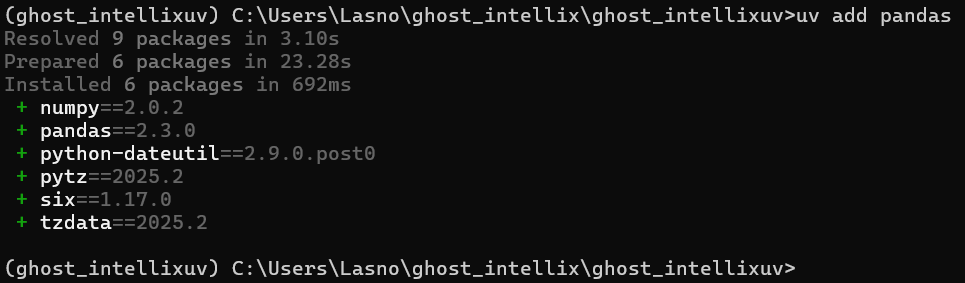 (ghost_intellixuv) C:\Users\Lasno\ghost_intellix\ghost_intellixuv>uv add pandas
Resolved 9 packages in 3.10s
Prepared 6 packages in 23.28s
Installed 6 packages in 692ms
 + numpy==2.0.2
 + pandas==2.3.0
 + python-dateutil==2.9.0.post0
 + pytz==2025.2
 + six==1.17.0
 + tzdata==2025.2
(ghost_intellixuv) C:\Users\Lasno\ghost_intellix\ghost_intellixuv>